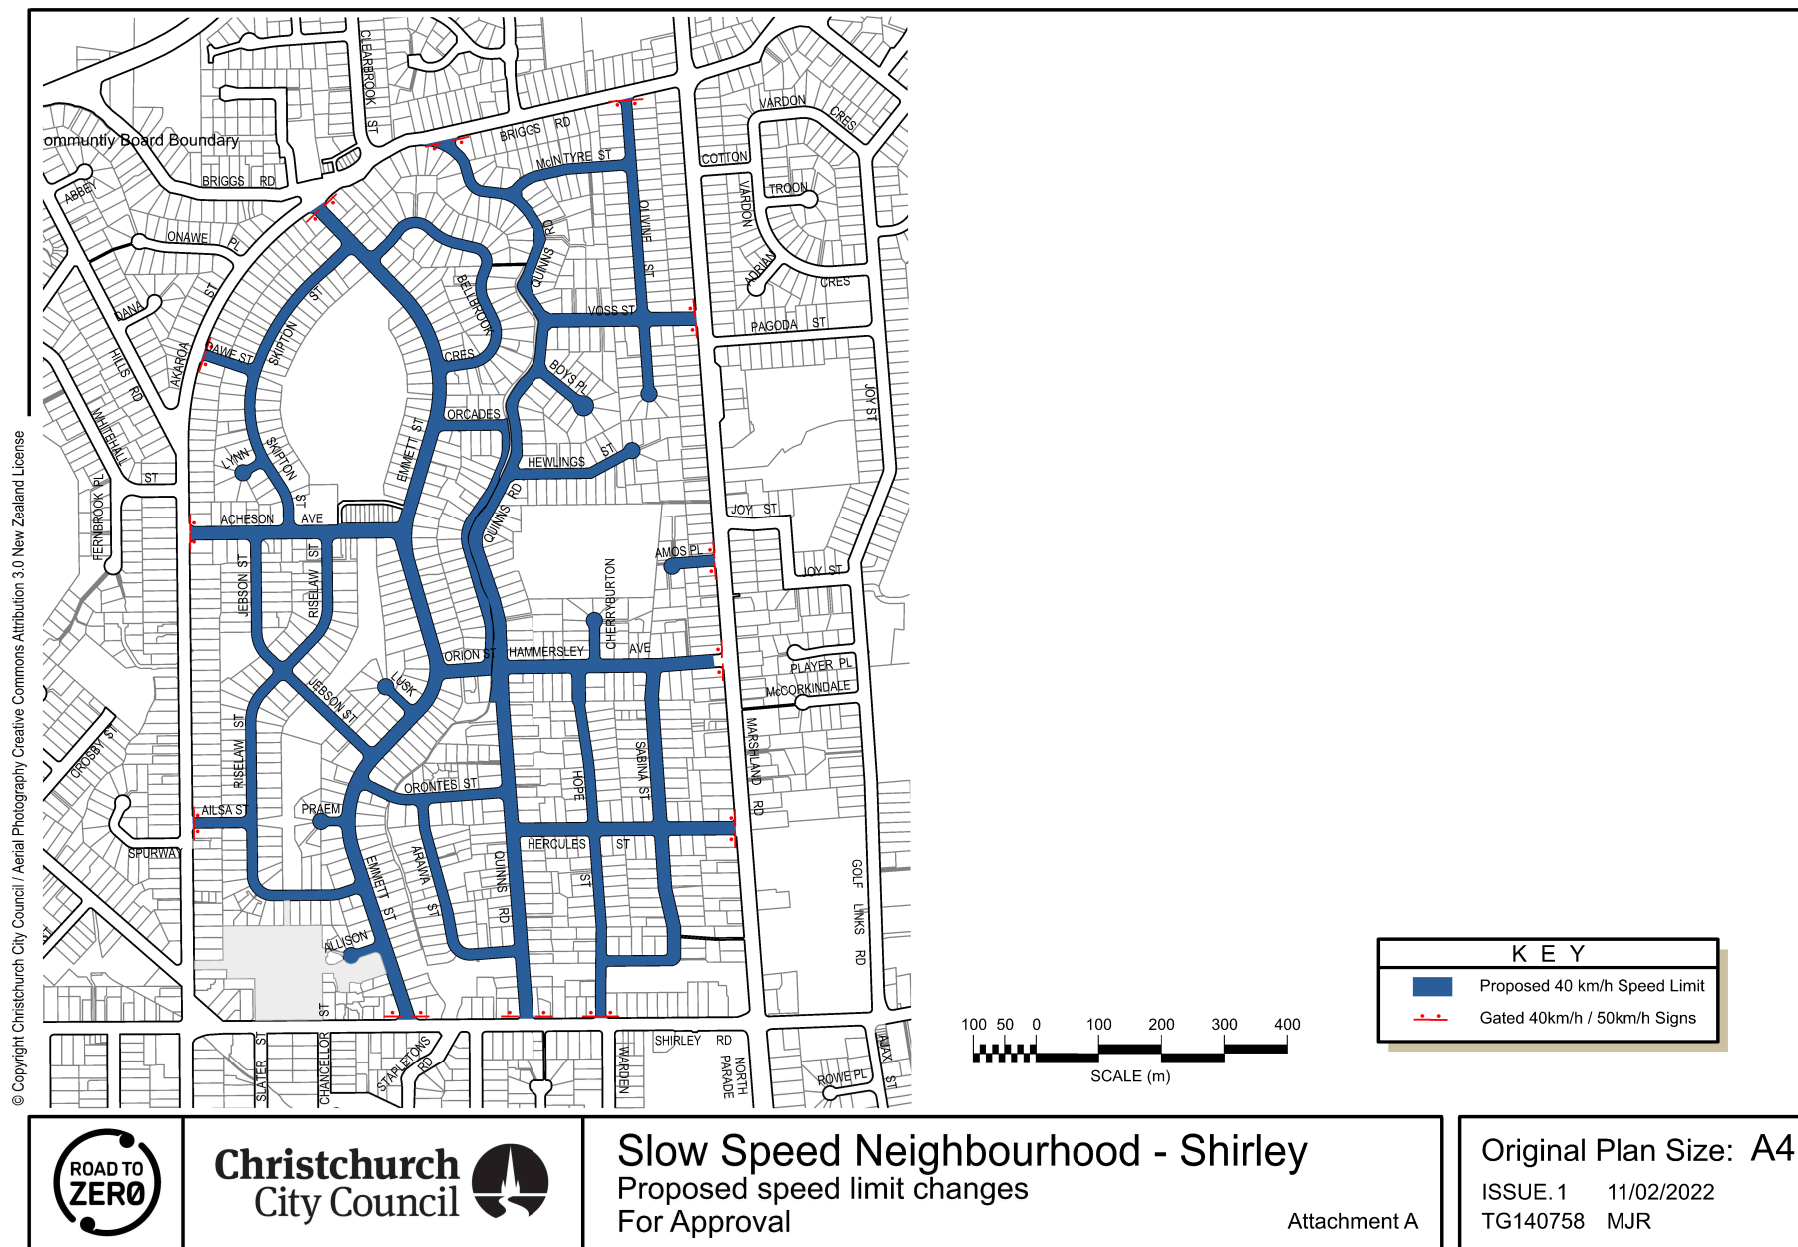 CLEARBROOK ST
VARDON CRES
BRIGGS RD
ommuntiy Board Boundary
McINTYRE ST
COTTON
BRIGGS RD
ABBEY
VARDON
TROON
OLIVINE ST
QUINNS RD
ONAWE PL
ADRIAN
CRES
BELLBROOK
CRES
DANA
ST
SKIPTON ST
VOSS ST
PAGODA ST
HILLS RD
AKAROA
DAWE ST
BOYS PL
JOY ST
WHITEHALL
ST
ORCADES
EMMETT ST
LYNN
SKIPTON ST
HEWLINGS ST
FERNBROOK PL
QUINNS RD
ACHESON AVE
JOY ST
JEBSON ST
RISELAW ST
AMOS PL
JOY ST
CHERRYBURTON
ORION ST
HAMMERSLEY AVE
PLAYER PL
LUSK
JEBSON ST
McCORKINDALE
CROSBY ST
RISELAW ST
MARSHLAND RD
HOPE ST
SABINA ST
ORONTES ST
AILSA ST
PRAEM
SPURWAY
HERCULES ST
EMMETT ST
ARAWA ST
QUINNS RD
GOLF LINKS RD
ALLISON
SLATER ST
CHANCELLOR ST
STAPLETONS RD
WARDEN
SHIRLEY RD
NORTH PARADE
AJAX ST
ROWE PL
© Copyright Christchurch City Council / Aerial Photography Creative Commons Attribution 3.0 New Zealand License
KEY
Proposed 40 km/h Speed Limit
Gated 40km/h / 50km/h Signs
100 50 0 100 200 300 400
SCALE (m)
ROAD TO
ZERO
Christchurch
City Council
Slow Speed Neighbourhood - Shirley
Proposed speed limit changes
For Approval
Attachment A
Original Plan Size: A4
ISSUE.1 11/02/2022
TG140758 MJR